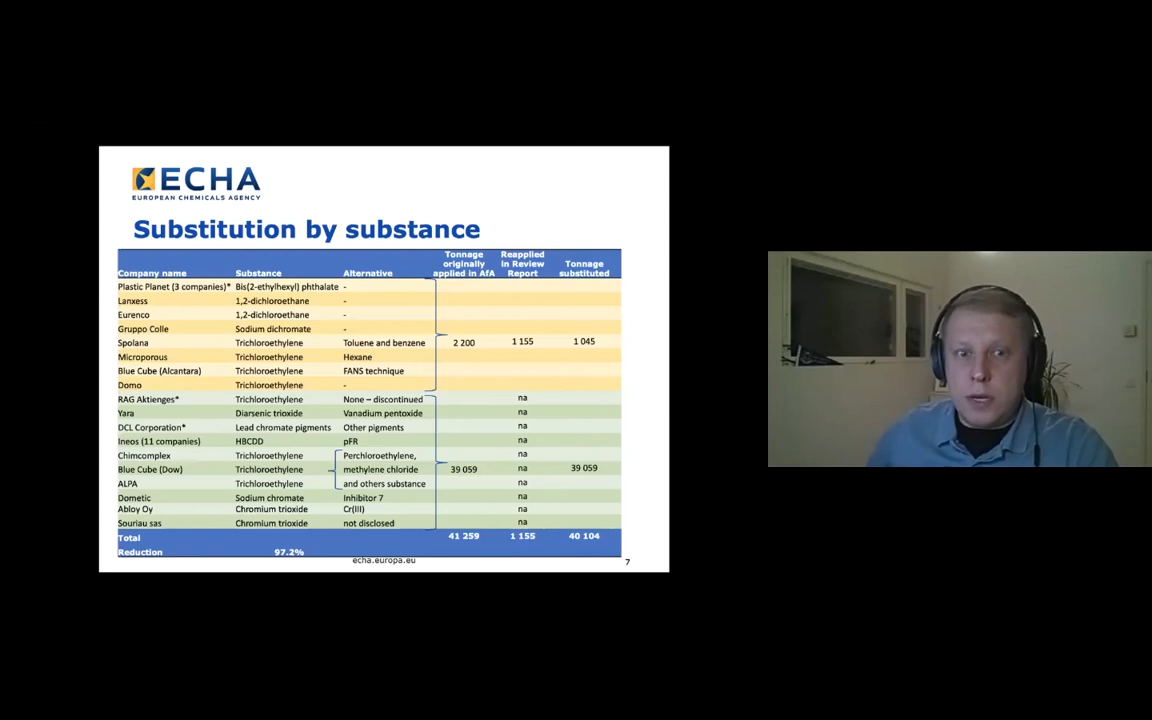 ECHA
EUROPEAN CHEMICALS AGENCY
Substitution by substance
Company name Substance Alternative Tonnage originally applied in AfA Reapplied in Review Report Tonnage substituted
Plastic Planet (3 companies)* Bis(2-ethylhexyl) phthalate -
Lanxess 1,2-dichloroethane -
Eurenco 1,2-dichloroethane -
Gruppo Colle Sodium dichromate -
Spolana Trichloroethylene Toluene and benzene 2 200 1 155 1 045
Microporous Trichloroethylene Hexane
Blue Cube (Alcantara) Trichloroethylene FANS technique
Domo Trichloroethylene -
RAG Aktienges* Trichloroethylene None – discontinued na
Yara Diarsenic trioxide Vanadium pentoxide na
DCL Corporation* Lead chromate pigments Other pigments na
Ineos (11 companies) HBCDD pFR na
Chimcomplex Trichloroethylene Perchloroethylene, na
Blue Cube (Dow) Trichloroethylene methylene chloride 39 059 na 39 059
ALPA Trichloroethylene and others substance na
Dometic Sodium chromate Inhibitor 7 na
Abloy Oy Chromium trioxide Cr(III) na
Souriau sas Chromium trioxide not disclosed na
Total 41 259 1 155 40 104
Reduction 97.2%
echa.europa.eu
7